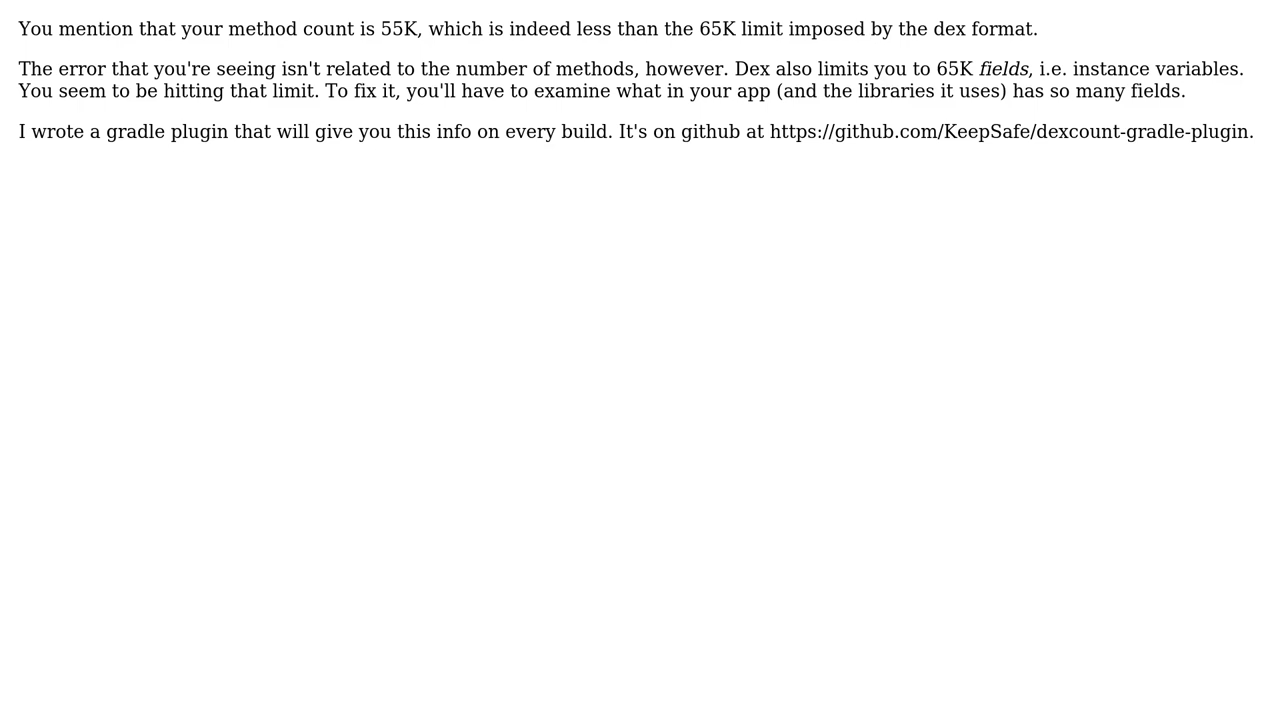 You mention that your method count is 55K, which is indeed less than the 65K limit imposed by the dex format.
The error that you're seeing isn't related to the number of methods, however. Dex also limits you to 65K fields, i.e. instance variables.
You seem to be hitting that limit. To fix it, you'll have to examine what in your app (and the libraries it uses) has so many fields.
I wrote a gradle plugin that will give you this info on every build. It's on github at https://github.com/KeepSafe/dexcount-gradle-plugin.